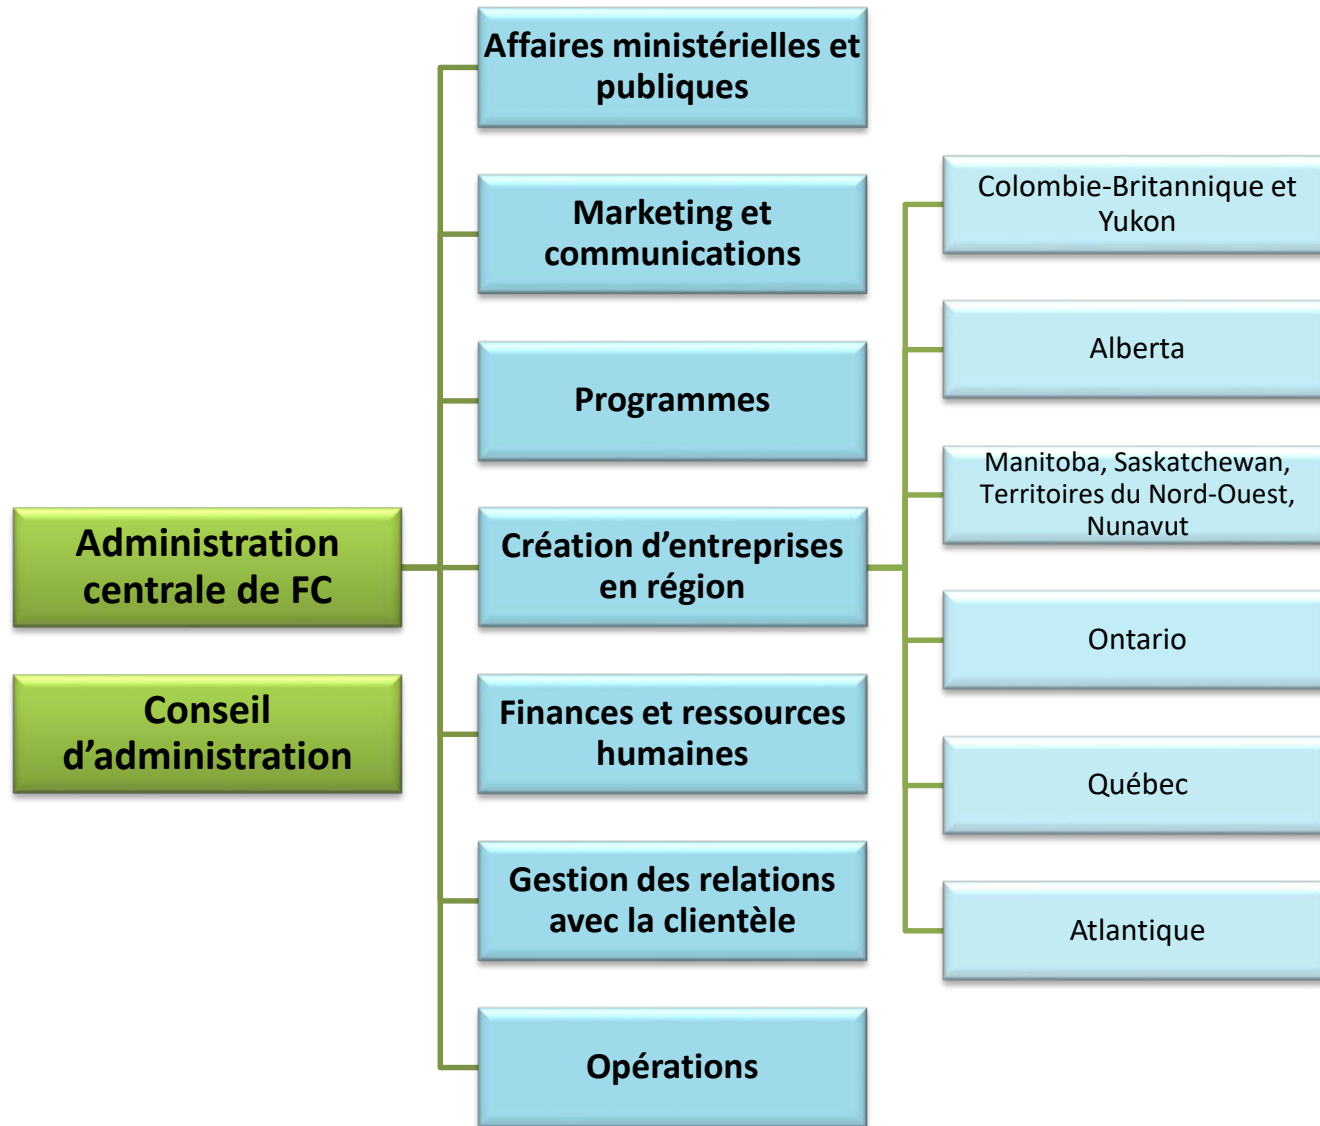 Administration
centrale de FC
Conseil
d’administration
Affaires ministérielles et
publiques
Marketing et
communications
Programmes
Création d’entreprises
en région
Finances et ressources
humaines
Gestion des relations
avec la clientèle
Opérations
Colombie-Britannique et
Yukon
Alberta
Manitoba, Saskatchewan,
Territoires du Nord-Ouest,
Nunavut
Ontario
Québec
Atlantique